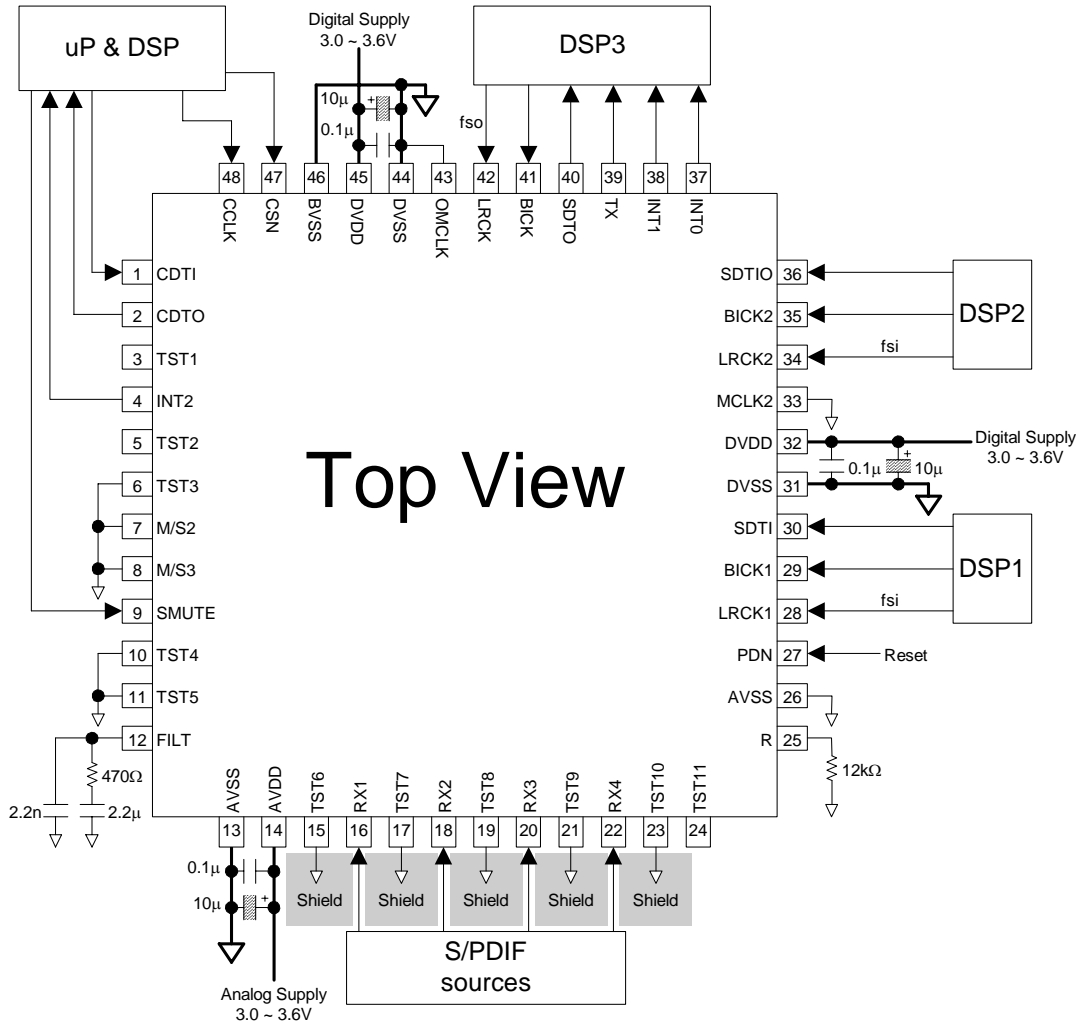 uP & DSP
Digital Supply
3.0 ~ 3.6V
DSP3
10µ
+
0.1µ
fso
48
47
46
45
44
43
42
41
40
39
38
37
CCLK
CSN
BVSS
DVDD
DVSS
OMCLK
LRCK
BICK
SDTO
TX
INT1
INT0
1 CDTI
2 CDTO
3 TST1
4 INT2
5 TST2
6 TST3
7 M/S2
8 M/S3
9 SMUTE
10 TST4
11 TST5
12 FILT
470Ω
2.2n
2.2µ
Top View
SDTIO 36
BICK2 35
LRCK2 34
fsi
DSP2
MCLK2 33
DVDD 32
Digital Supply
3.0 ~ 3.6V
0.1µ
+
10µ
DVSS 31
SDTI 30
BICK1 29
DSP1
LRCK1 28
fsi
PDN 27
Reset
AVSS 26
R 25
12kΩ
AVSS
AVDD
TST6
RX1
TST7
RX2
TST8
RX3
TST9
RX4
TST10
TST11
13
14
15
16
17
18
19
20
21
22
23
24
0.1µ
10µ
+
Shield
Shield
Shield
Shield
Shield
S/PDIF
sources
Analog Supply
3.0 ~ 3.6V